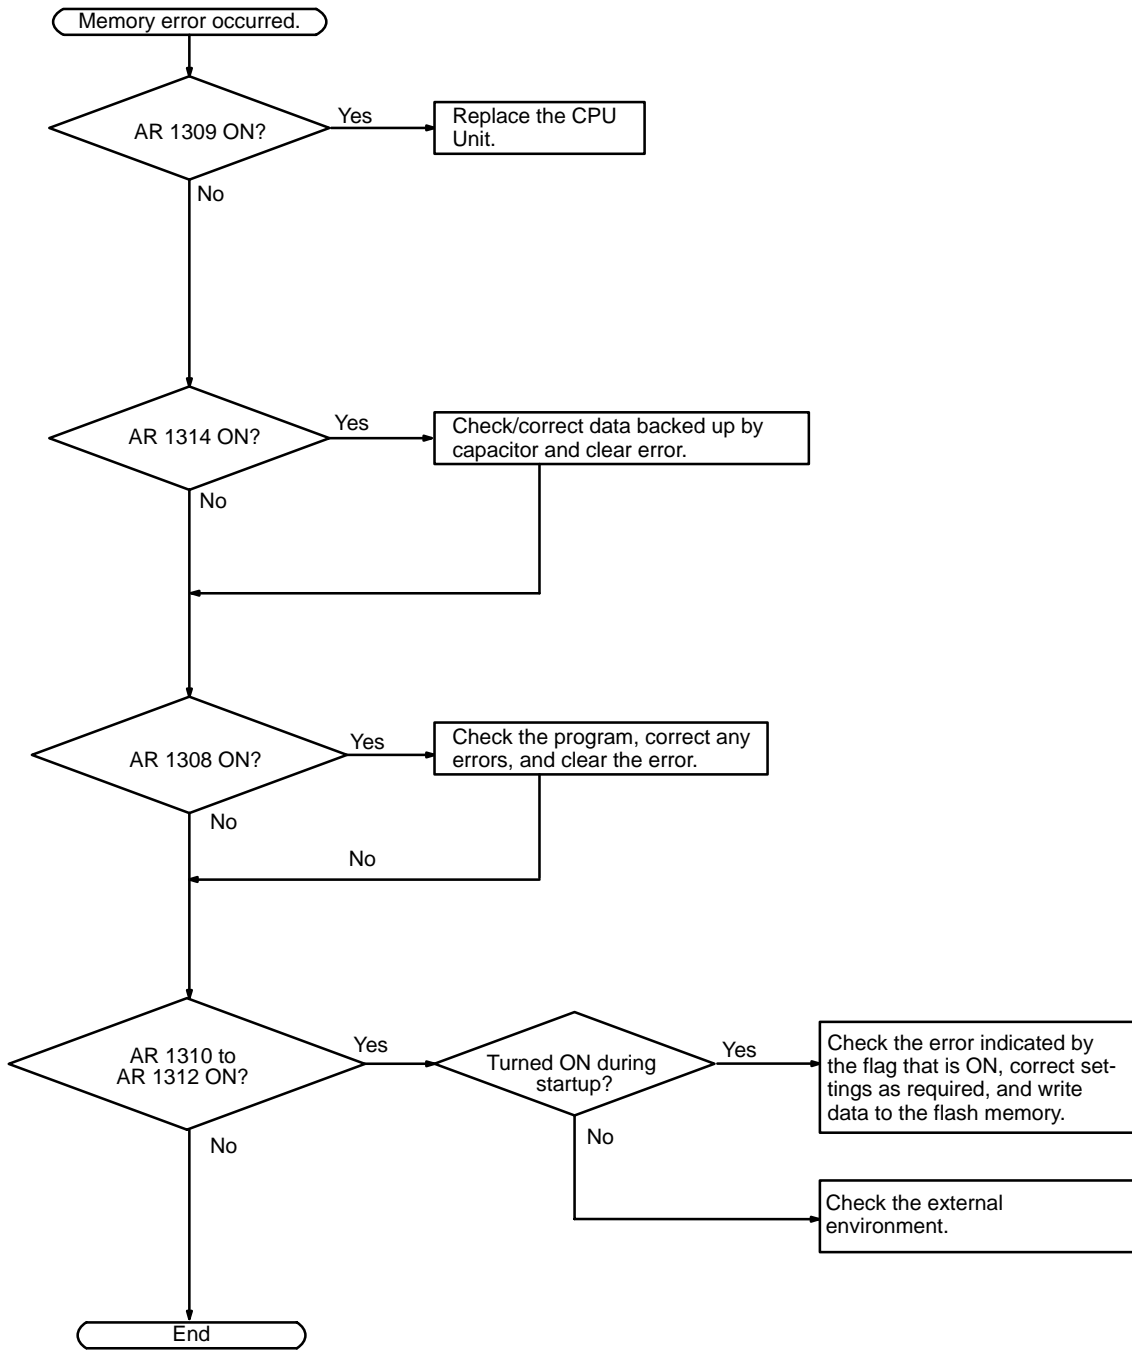 Memory error occurred.
AR 1309 ON?
Yes
Replace the CPU
Unit.
No
AR 1314 ON?
Yes
Check/correct data backed up by
capacitor and clear error.
No
AR 1308 ON?
Yes
Check the program, correct any
errors, and clear the error.
No
No
AR 1310 to
AR 1312 ON?
Yes
Turned ON during
startup?
Yes
Check the error indicated by
the flag that is ON, correct set-
tings as required, and write
data to the flash memory.
No
No
Check the external
environment.
End